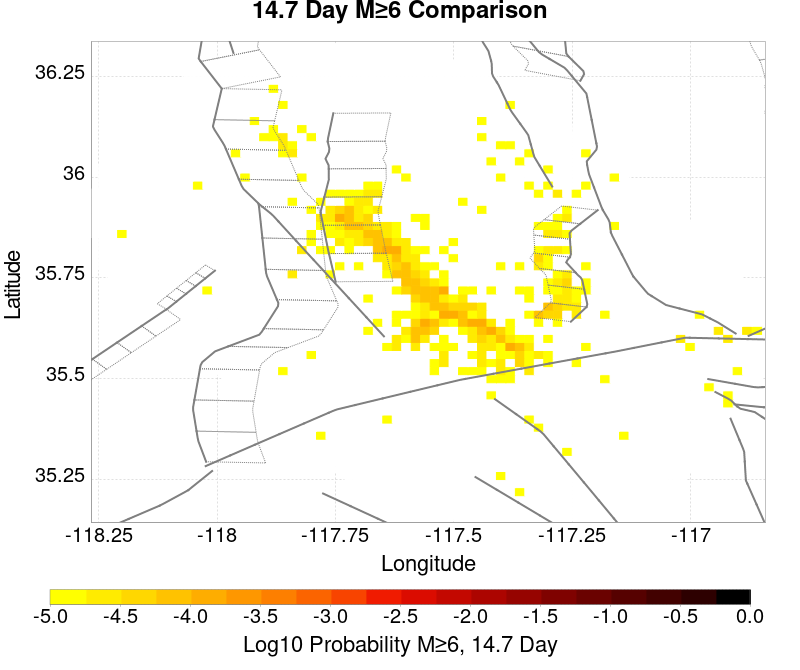 14.7 Day M≥6 Comparison
36.25
36
35.75
35.5
35.25
Latitude
-118.25 -118 -117.75 -117.5 -117.25 -117
Longitude
-5.0 -4.5 -4.0 -3.5 -3.0 -2.5 -2.0 -1.5 -1.0 -0.5 0.0
Log10 Probability M≥6, 14.7 Day